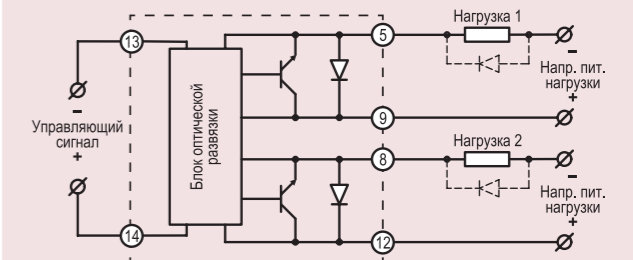 Нагрузка 1
13
5
–
Напр. пит.
нагрузки
+
–
Управляющий
сигнал
+
Блок оптической
развязки
9
Нагрузка 2
8
–
Напр. пит.
нагрузки
+
14
12